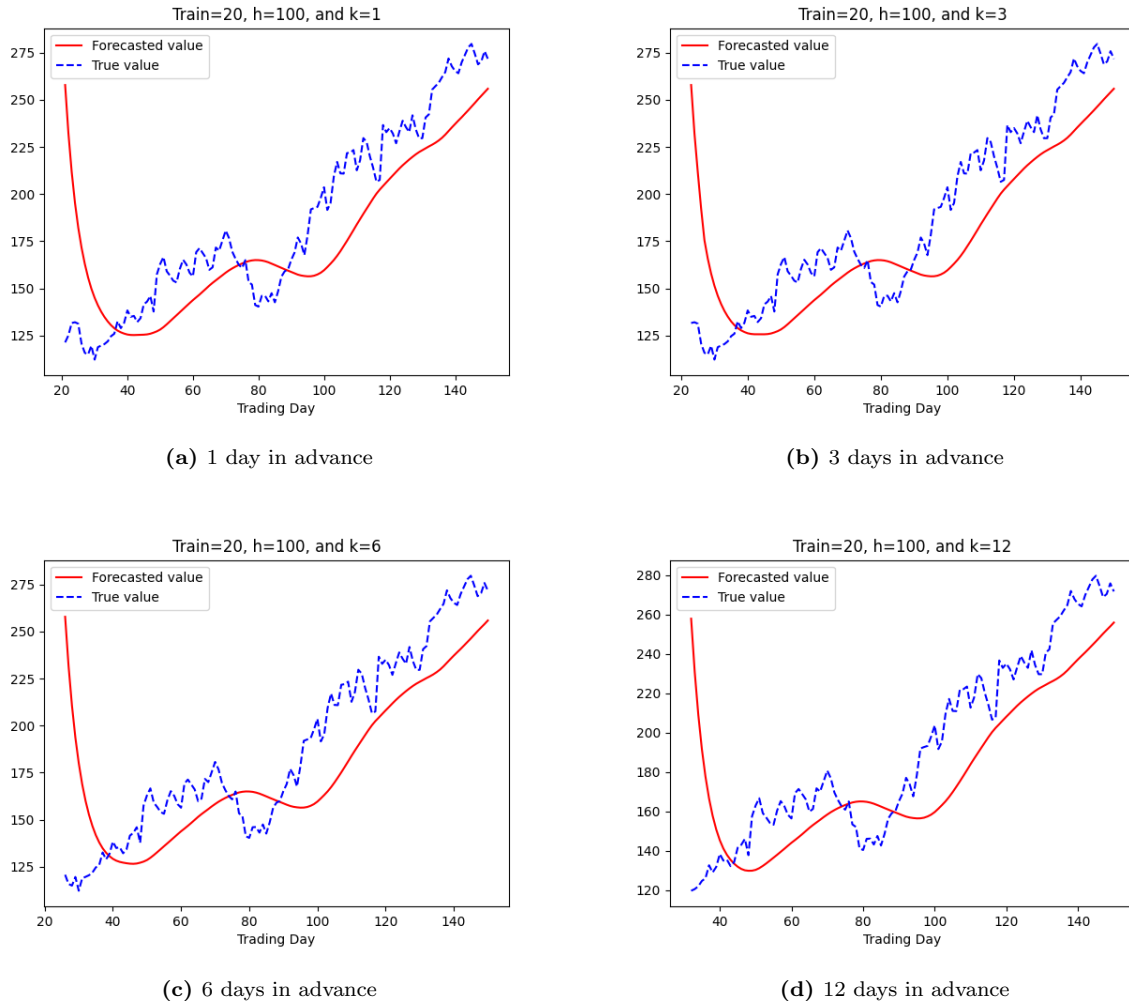 Train=20, h=100, and k=1
Forecasted value
True value
275
250
225
200
175
150
125
20 40 60 80 100 120 140
Trading Day
(a) 1 day in advance
Train=20, h=100, and k=3
Forecasted value
True value
275
250
225
200
175
150
125
20 40 60 80 100 120 140
Trading Day
(b) 3 days in advance
Train=20, h=100, and k=6
Forecasted value
True value
275
250
225
200
175
150
125
20 40 60 80 100 120 140
Trading Day
(c) 6 days in advance
Train=20, h=100, and k=12
Forecasted value
True value
280
260
240
220
200
180
160
140
120
40 60 80 100 120 140
Trading Day
(d) 12 days in advance